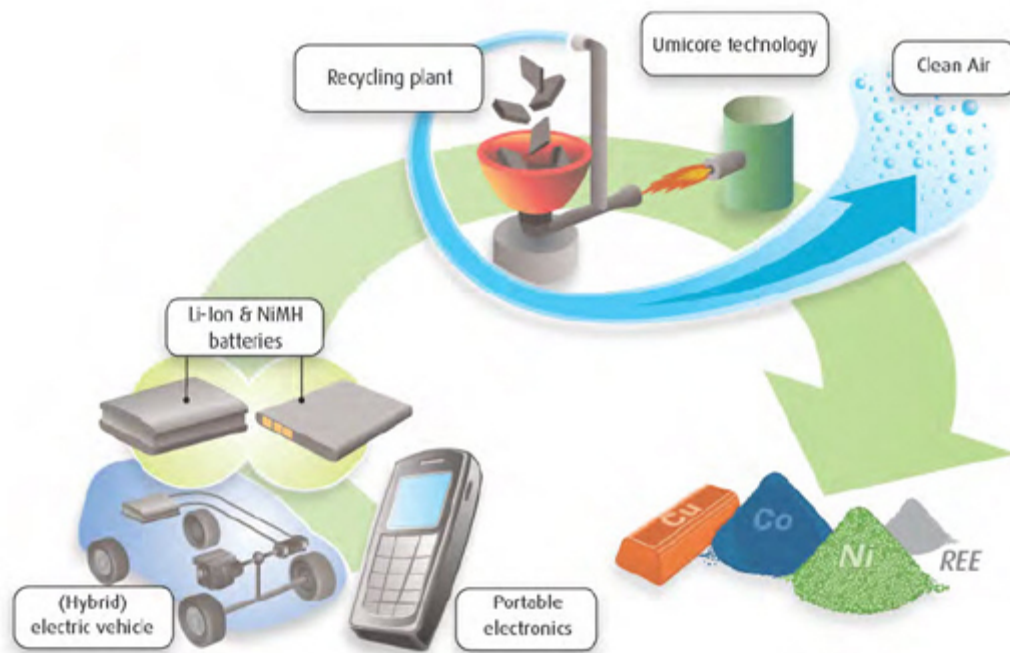 Umicore technology
Clean Air
Recycling plant
Li-Ion & NiMH
batteries
Cu
Co
Ni
REE
(Hybrid)
electric vehicle
Portable
electronics